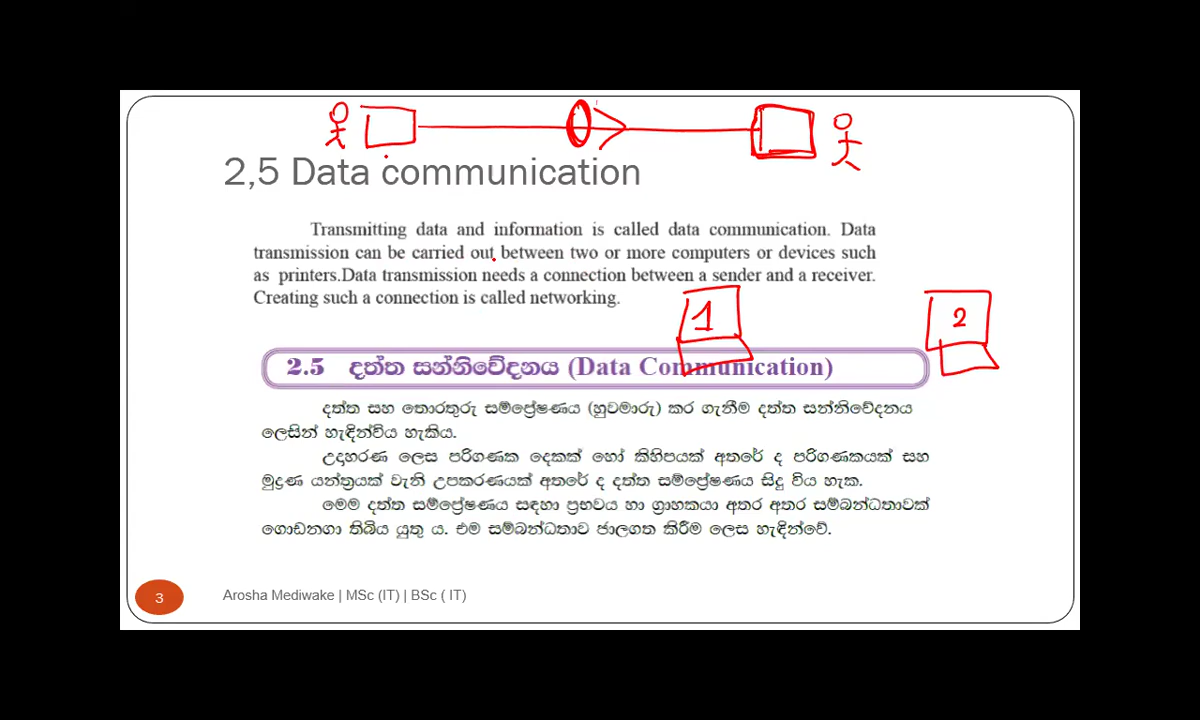 2,5 Data communication
Transmitting data and information is called data communication. Data
transmission can be carried out between two or more computers or devices such
as printers.Data transmission needs a connection between a sender and a receiver.
Creating such a connection is called networking.
1
2
2.5 දත්ත සන්නිවේදනය (Data Communication)
දත්ත සහ තොරතුරු සම්ප්‍රේෂණය (හුවමාරු) කර ගැනීම දත්ත සන්නිවේදනය
ලෙසින් හැඳින්විය හැකිය.
උදාහරණ ලෙස පරිගණක දෙකක් හෝ කිහිපයක් අතරේ ද පරිගණකයක් සහ
මුද්‍රණ යන්ත්‍රයක් වැනි උපකරණයක් අතරේ ද දත්ත සම්ප්‍රේෂණය සිදු විය හැක.
මෙම දත්ත සම්ප්‍රේෂණය සඳහා ප්‍රභවය හා ග්‍රාහකයා අතර අතර සම්බන්ධතාවක්
ගොඩනගා තිබිය යුතු ය. එම සම්බන්ධතාව ජාලගත කිරීම ලෙස හැඳින්වේ.
3
Arosha Mediwake | MSc (IT) | BSc ( IT)